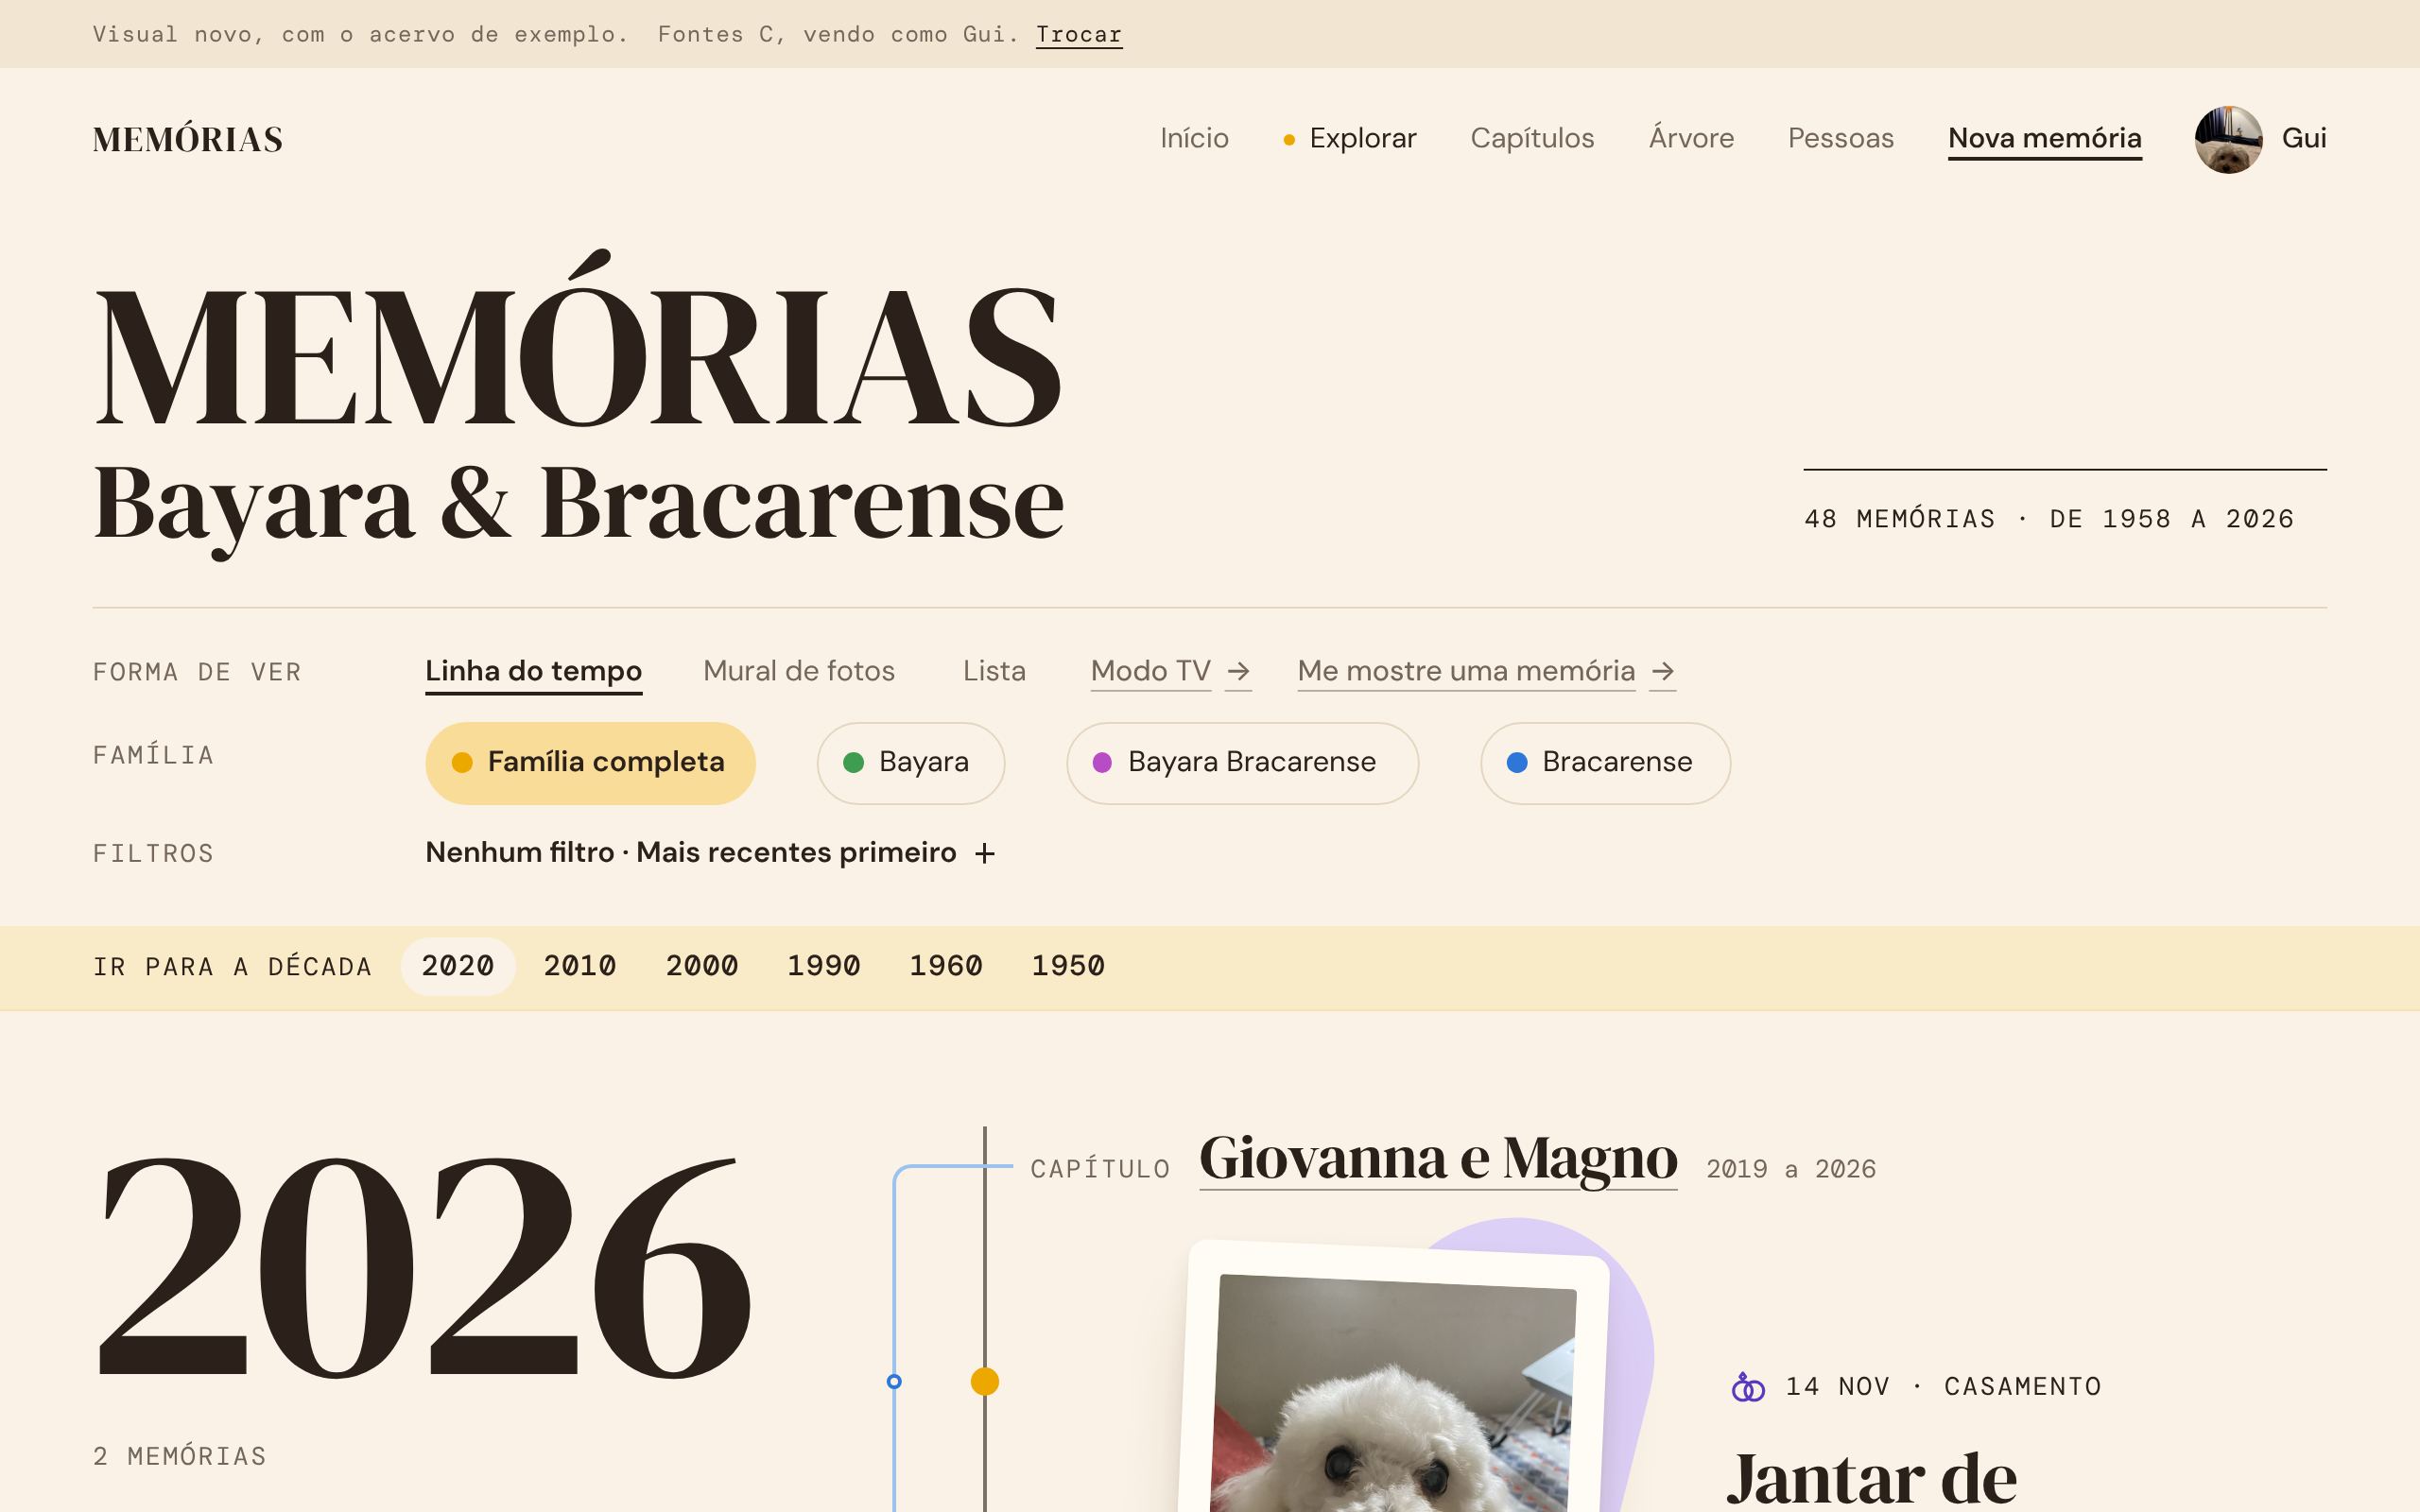 Visual novo, com o acervo de exemplo. Fontes C, vendo como Gui. Trocar
MEMÓRIAS
Início Explorar Capítulos Árvore Pessoas Nova memória Gui
MEMÓRIAS
Bayara & Bracarense
48 MEMÓRIAS · DE 1958 A 2026
FORMA DE VER Linha do tempo Mural de fotos Lista Modo TV → Me mostre uma memória →
FAMÍLIA Família completa Bayara Bayara Bracarense Bracarense
FILTROS Nenhum filtro · Mais recentes primeiro +
IR PARA A DÉCADA 2020 2010 2000 1990 1960 1950
2026
2 MEMÓRIAS
CAPÍTULO Giovanna e Magno 2019 a 2026
14 NOV · CASAMENTO
Jantar de